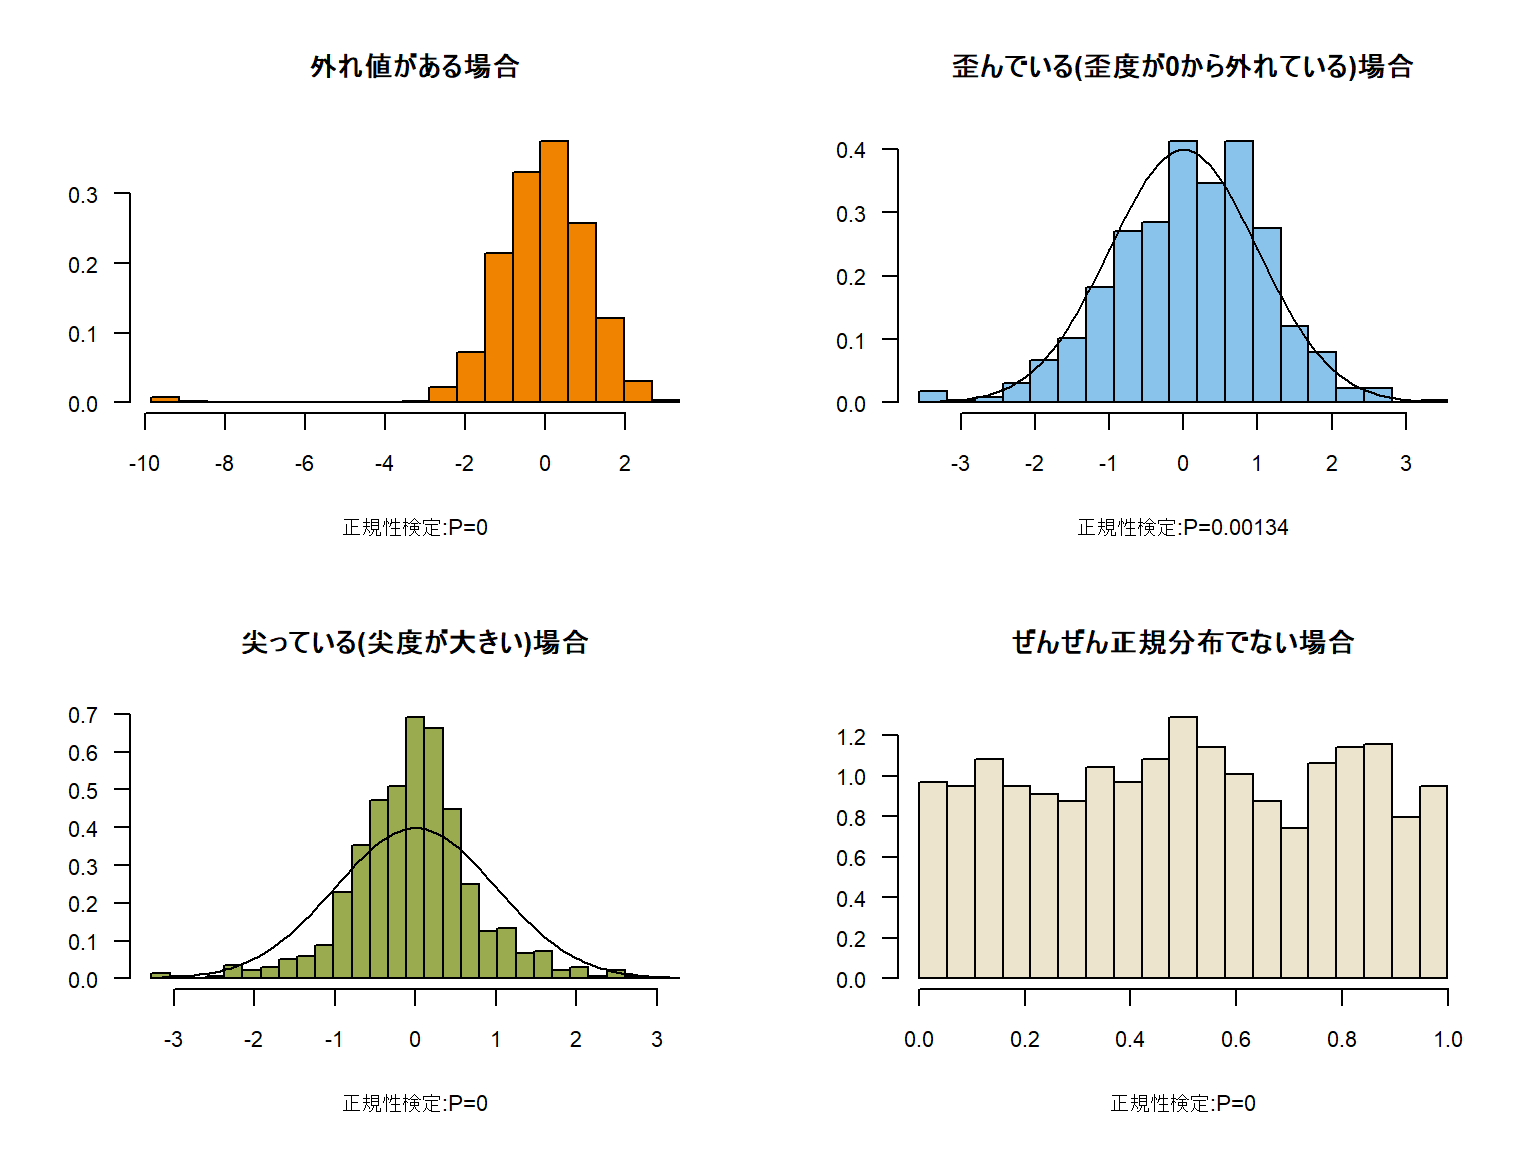 外れ値がある場合
0.3
0.2
0.1
0.0
-10 -8 -6 -4 -2 0 2
正規性検定:P=0
歪んでいる(歪度が0から外れている)場合
0.4
0.3
0.2
0.1
0.0
-3 -2 -1 0 1 2 3
正規性検定:P=0.00134
尖っている(尖度が大きい)場合
0.7
0.6
0.5
0.4
0.3
0.2
0.1
0.0
-3 -2 -1 0 1 2 3
正規性検定:P=0
ぜんぜん正規分布でない場合
1.2
1.0
0.8
0.6
0.4
0.2
0.0
0.0 0.2 0.4 0.6 0.8 1.0
正規性検定:P=0